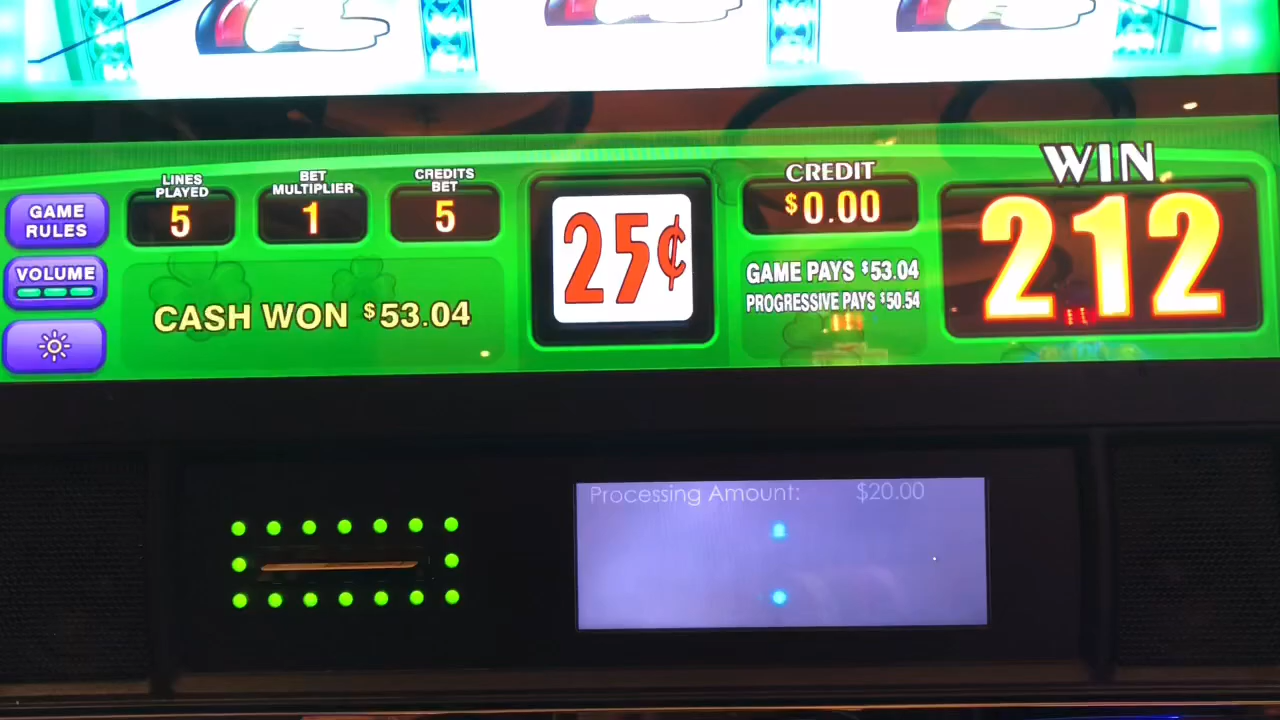 LINES
PLAYED
5
BET
MULTIPLIER
1
CREDITS
BET
5
GAME
RULES
VOLUME
CASH WON $53.04
25¢
CREDIT
$0.00
GAME PAYS $53.04
PROGRESSIVE PAYS $50.54
WIN
212
Processing Amount: $20.00